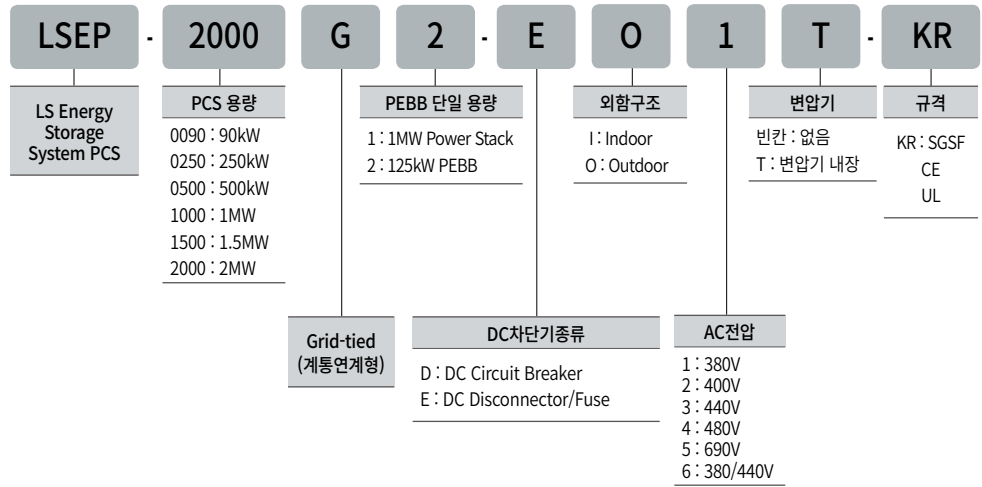 LSEP - 2000 G 2 - E O 1 T - KR
LS Energy
Storage
System PCS
PCS 용량
0090 : 90kW
0250 : 250kW
0500 : 500kW
1000 : 1MW
1500 : 1.5MW
2000 : 2MW
PEBB 단일 용량
1 : 1MW Power Stack
2 : 125kW PEBB
외함구조
I : Indoor
O : Outdoor
변압기
빈칸 : 없음
T : 변압기 내장
규격
KR : SGSF
CE
UL
Grid-tied
(계통연계형)
DC차단기종류
D : DC Circuit Breaker
E : DC Disconnector/Fuse
AC전압
1 : 380V
2 : 400V
3 : 440V
4 : 480V
5 : 690V
6 : 380/440V